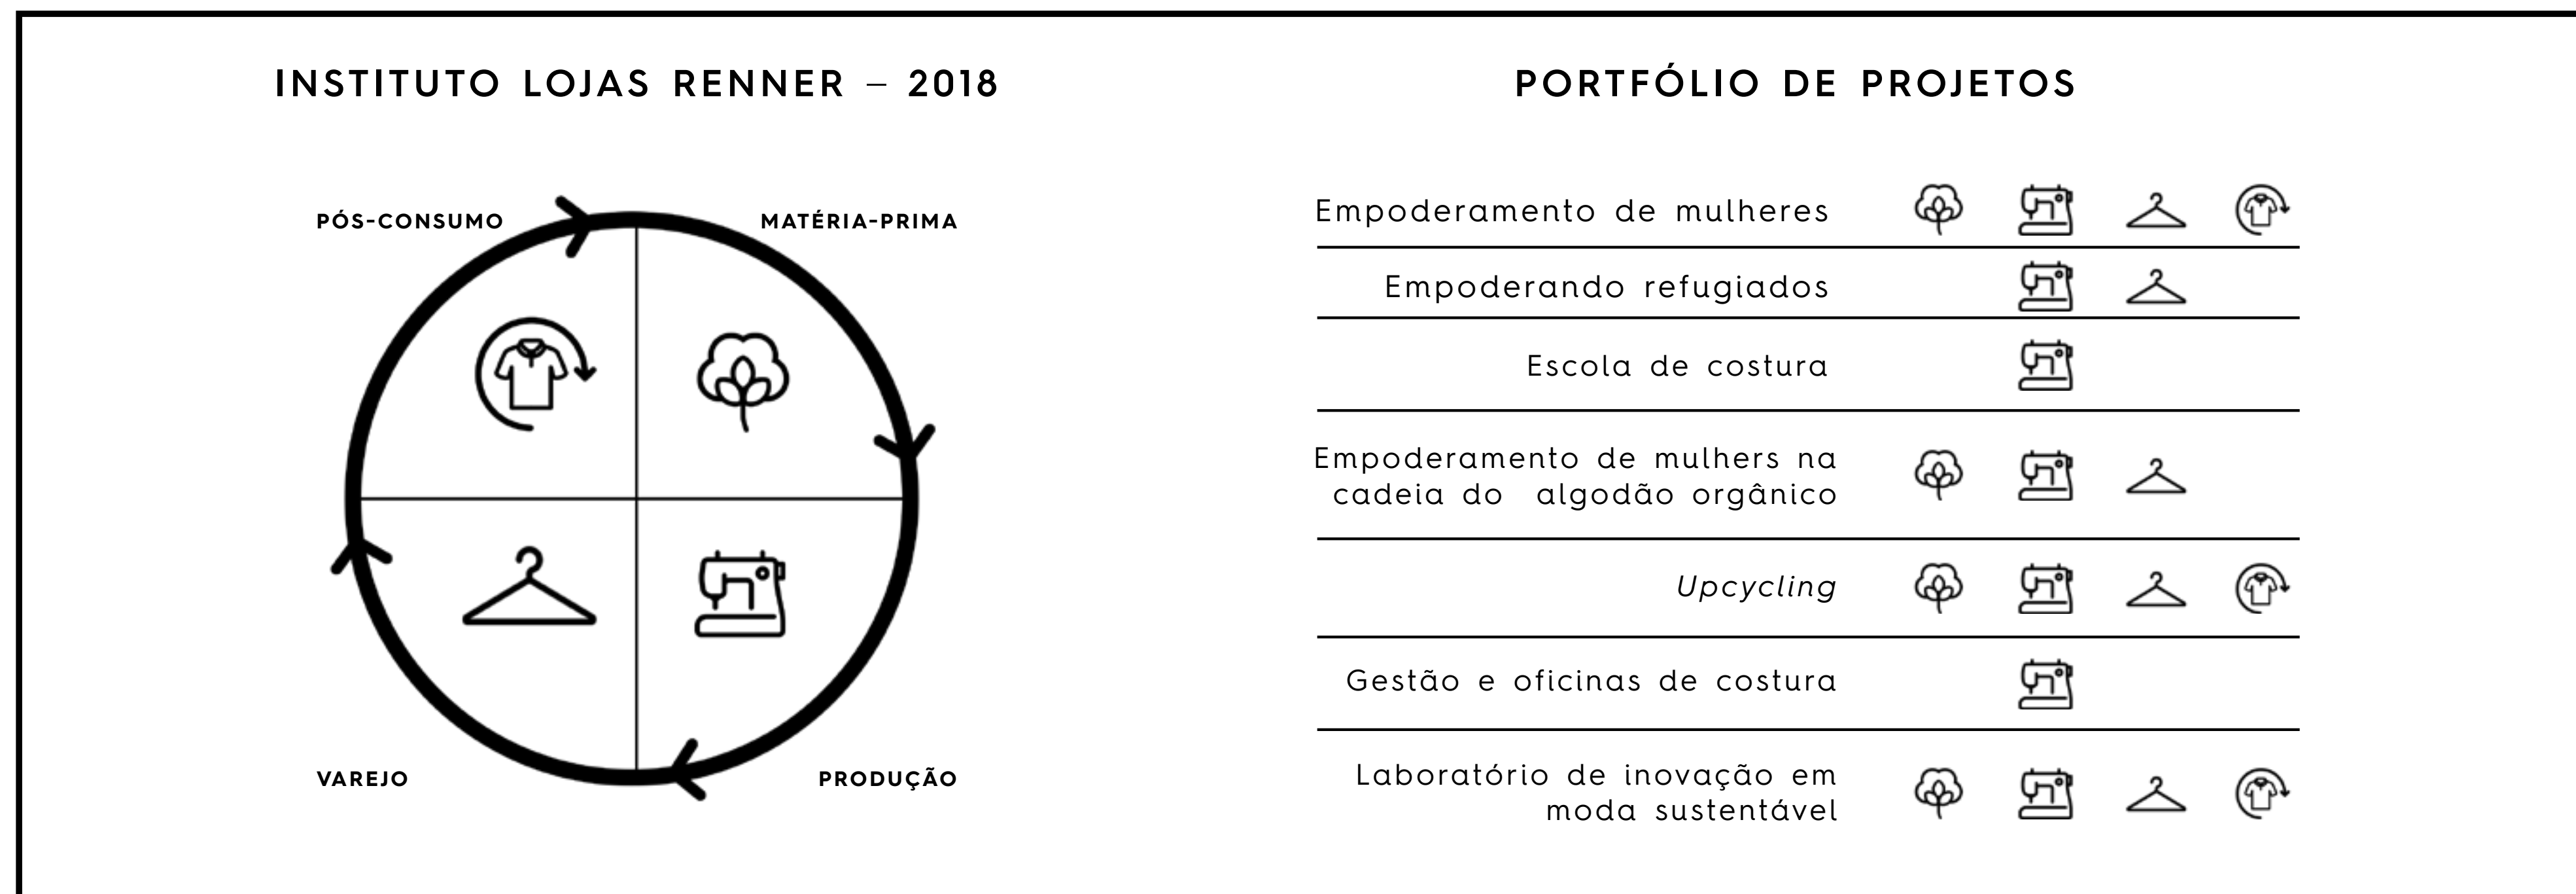 INSTITUTO LOJAS RENNER – 2018
PÓS-CONSUMO
MATÉRIA-PRIMA
VAREJO
PRODUÇÃO
PORTFÓLIO DE PROJETOS
Empoderamento de mulheres
Empoderando refugiados
Escola de costura
Empoderamento de mulhers na
cadeia do algodão orgânico
Upcycling
Gestão e oficinas de costura
Laboratório de inovação em
moda sustentável